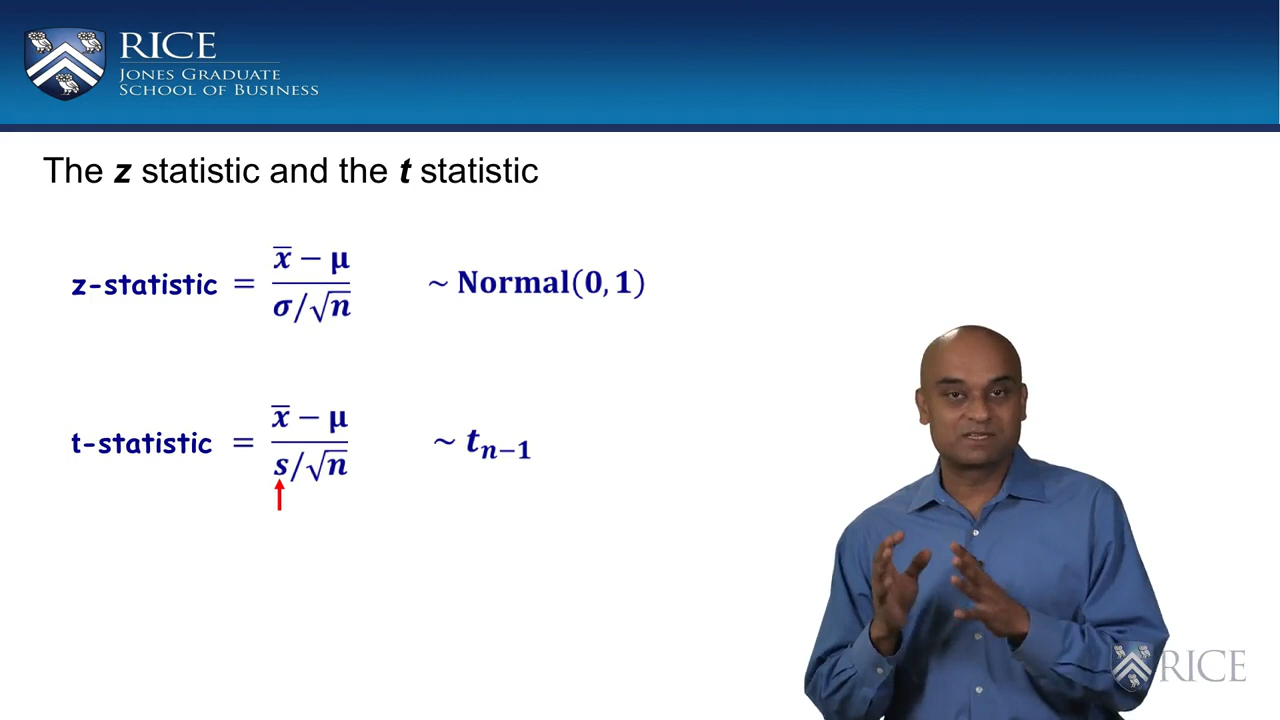 RICE
JONES GRADUATE
SCHOOL OF BUSINESS
The z statistic and the t statistic
z-statistic = (x̅ − μ) / (σ/√n) ~ Normal(0, 1)
t-statistic = (x̅ − μ) / (s/√n) ~ tₙ₋₁
RICE